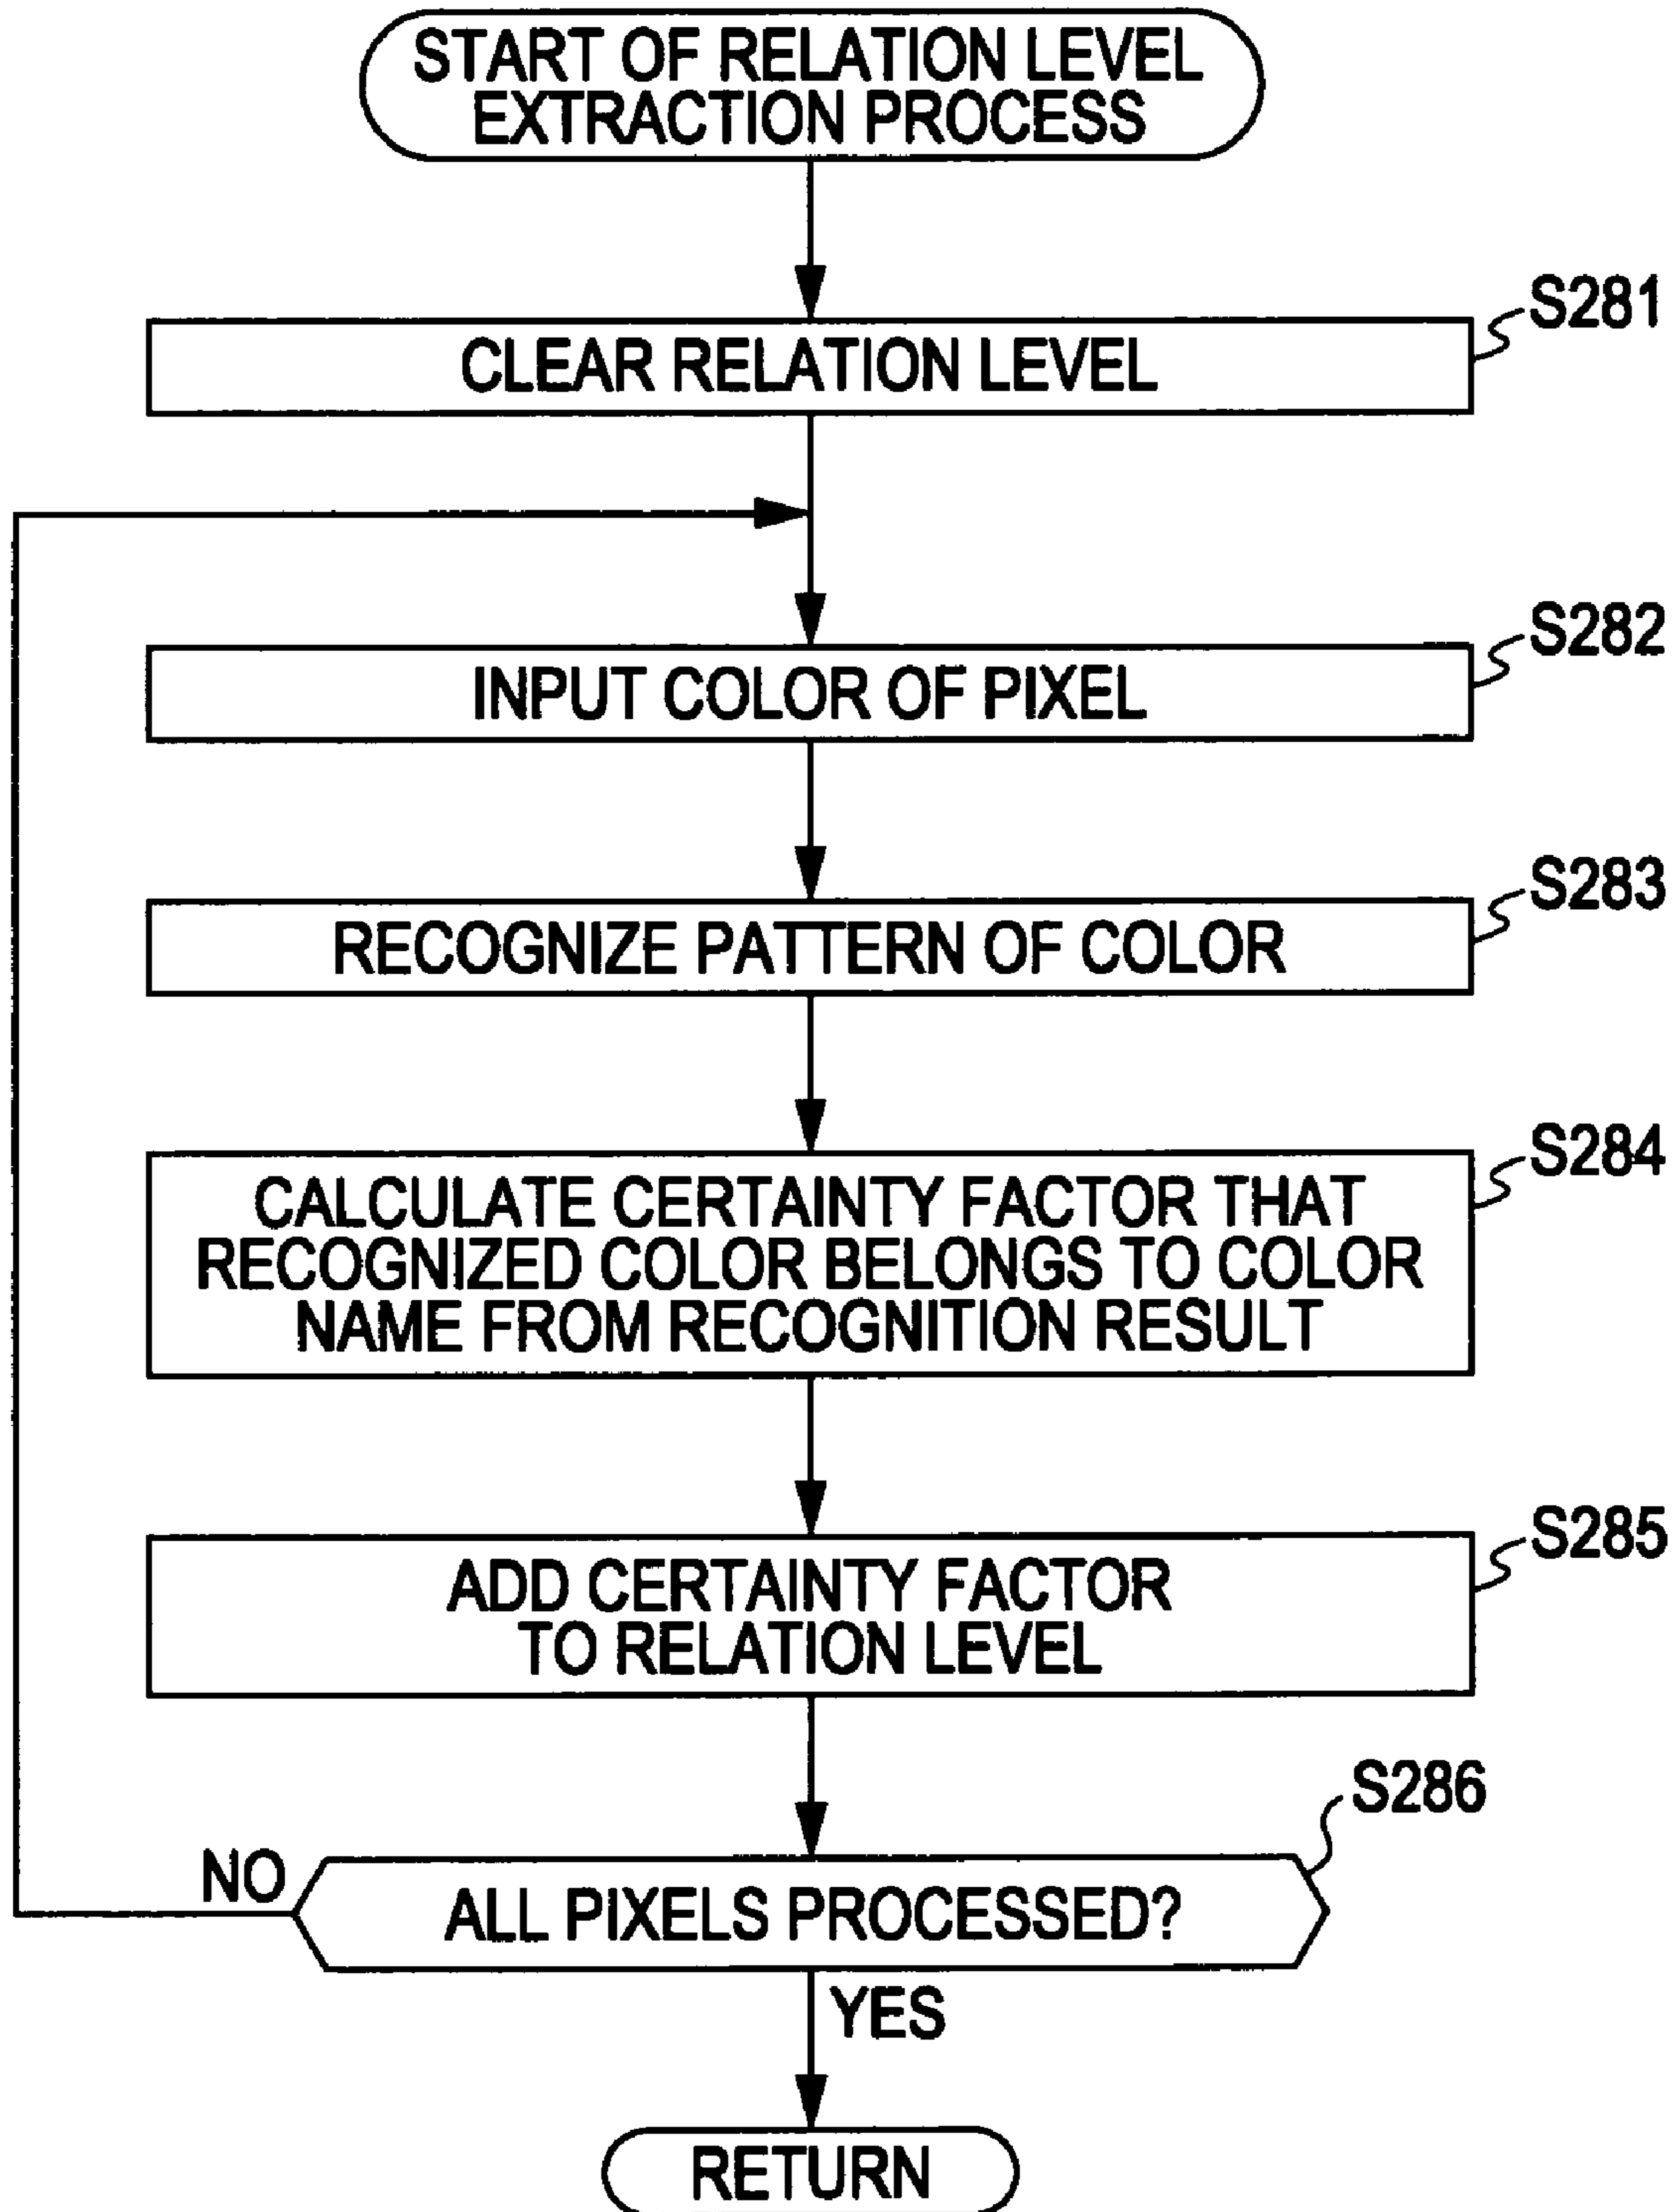 START OF RELATION LEVEL
EXTRACTION PROCESS
S281
CLEAR RELATION LEVEL
S282
INPUT COLOR OF PIXEL
S283
RECOGNIZE PATTERN OF COLOR
S284
CALCULATE CERTAINTY FACTOR THAT
RECOGNIZED COLOR BELONGS TO COLOR
NAME FROM RECOGNITION RESULT
S285
ADD CERTAINTY FACTOR
TO RELATION LEVEL
S286
NO
ALL PIXELS PROCESSED?
YES
RETURN